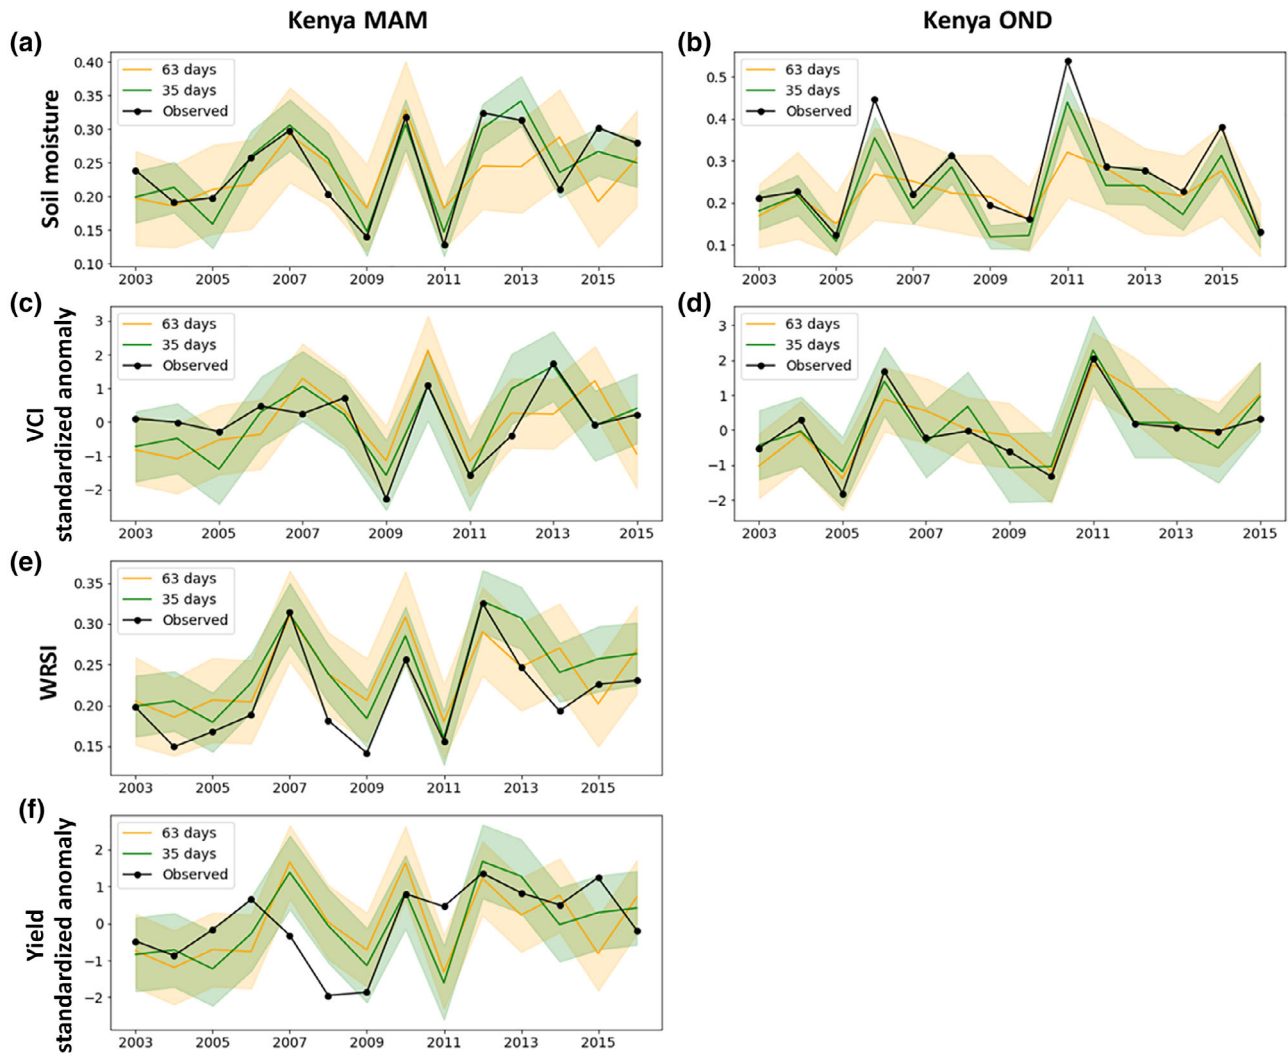 Kenya MAM
Kenya OND
(a)
(b)
Soil moisture
63 days
35 days
Observed
0.40
0.35
0.30
0.25
0.20
0.15
0.10
2003 2005 2007 2009 2011 2013 2015
63 days
35 days
Observed
0.5
0.4
0.3
0.2
0.1
2003 2005 2007 2009 2011 2013 2015
(c)
(d)
VCI
standardized anomaly
63 days
35 days
Observed
3
2
1
0
−1
−2
2003 2005 2007 2009 2011 2013 2015
63 days
35 days
Observed
3
2
1
0
−1
−2
2003 2005 2007 2009 2011 2013 2015
(e)
WRSI
63 days
35 days
Observed
0.35
0.30
0.25
0.20
0.15
2003 2005 2007 2009 2011 2013 2015
(f)
Yield
standardized anomaly
63 days
35 days
Observed
2
1
0
−1
−2
2003 2005 2007 2009 2011 2013 2015